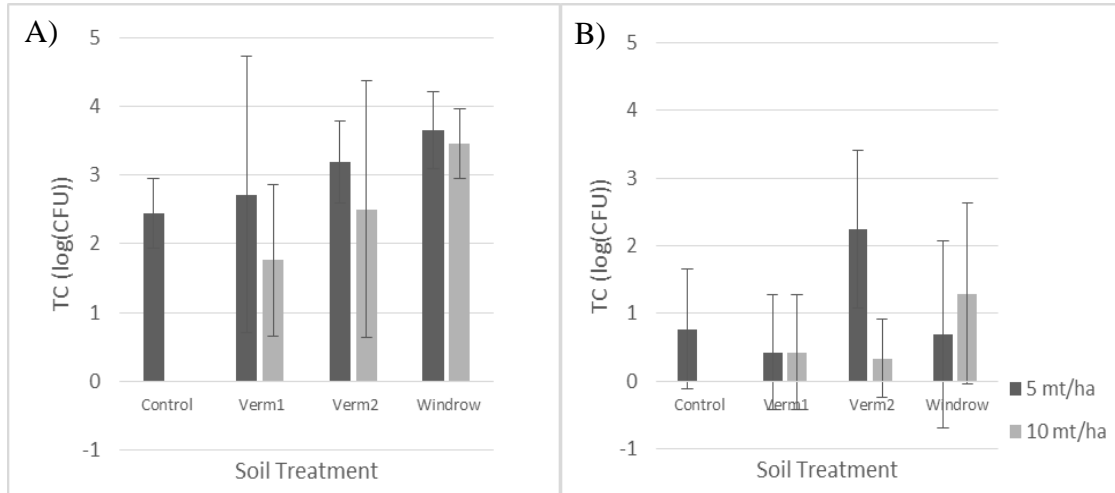 A)
5
4
3
2
1
0
-1
TC (log(CFU))
Control Verm1 Verm2 Windrow
Soil Treatment
B)
5
4
3
2
1
0
-1
TC (log(CFU))
Control Verm1 Verm2 Windrow
Soil Treatment
5 mt/ha
10 mt/ha